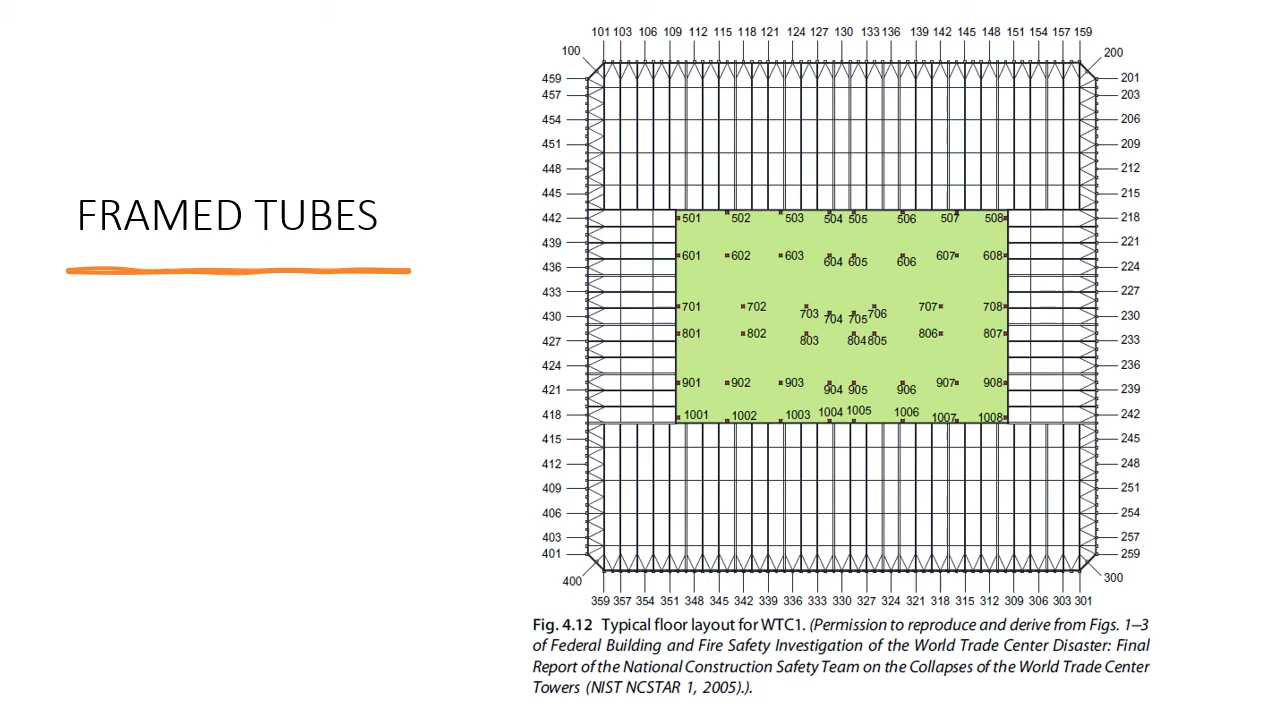 FRAMED TUBES
101 103 106 109 112 115 118 121 124 127 130 133 136 139 142 145 148 151 154 157 159
100 200
459 201
457 203
454 206
451 209
448 212
445 215
442 501 502 503 504 505 506 507 508 218
439 221
601 602 603 604 605 606 607 608
436 224
433 227
701 702 703 704 705 706 707 708
430 230
801 802 803 804 805 806 807
427 233
424 236
901 902 903 904 905 906 907 908
421 239
418 1001 1002 1003 1004 1005 1006 1007 1008 242
415 245
412 248
409 251
406 254
403 257
401 259
400 300
359 357 354 351 348 345 342 339 336 333 330 327 324 321 318 315 312 309 306 303 301
Fig. 4.12 Typical floor layout for WTC1. (Permission to reproduce and derive from Figs. 1–3
of Federal Building and Fire Safety Investigation of the World Trade Center Disaster: Final
Report of the National Construction Safety Team on the Collapses of the World Trade Center
Towers (NIST NCSTAR 1, 2005).).